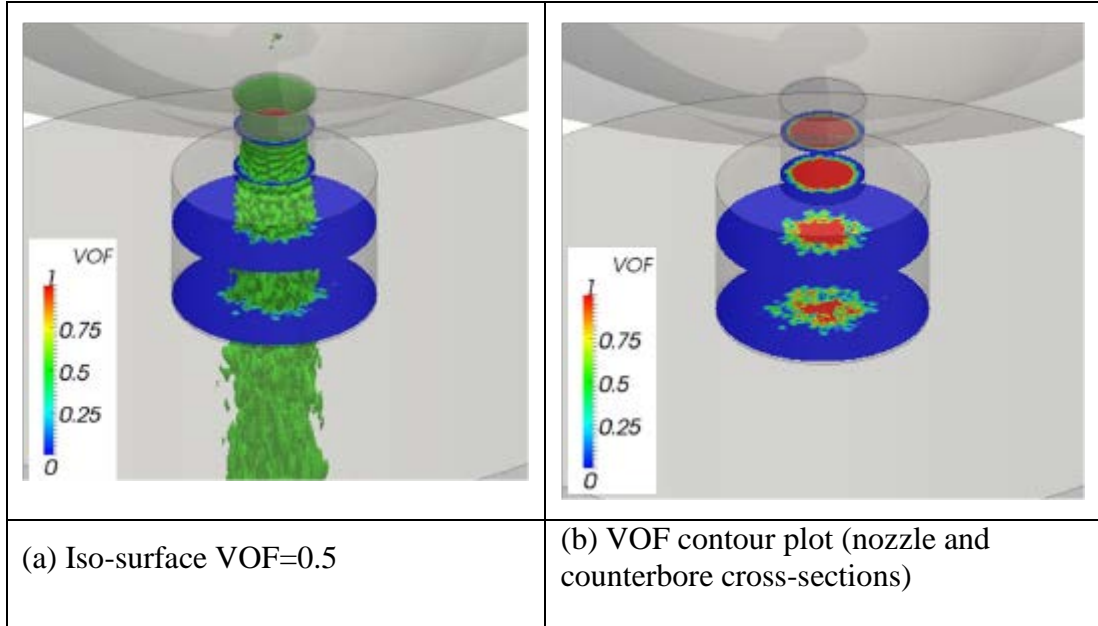 VOF
1
0.75
0.5
0.25
0
VOF
1
0.75
0.5
0.25
0
(a) Iso-surface VOF=0.5
(b) VOF contour plot (nozzle and
counterbore cross-sections)